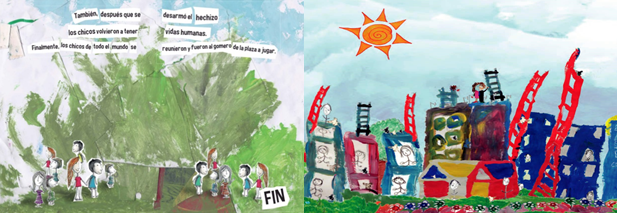 También, después que se desarmó el hechizo
los chicos volvieron a tener vidas humanas.
Finalmente, los chicos de todo el mundo se reunieron y fueron al gomero de la plaza a jugar.
FIN